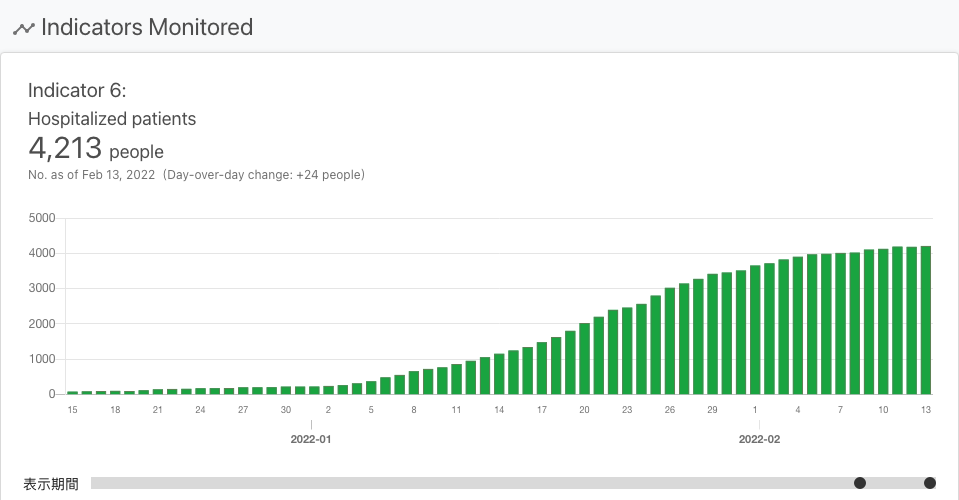 Indicators Monitored
Indicator 6:
Hospitalized patients
4,213 people
No. as of Feb 13, 2022 (Day-over-day change: +24 people)
5000
4000
3000
2000
1000
0
15 18 21 24 27 30 2 5 8 11 14 17 20 23 26 29 1 4 7 10 13
2022-01 2022-02
表示期間